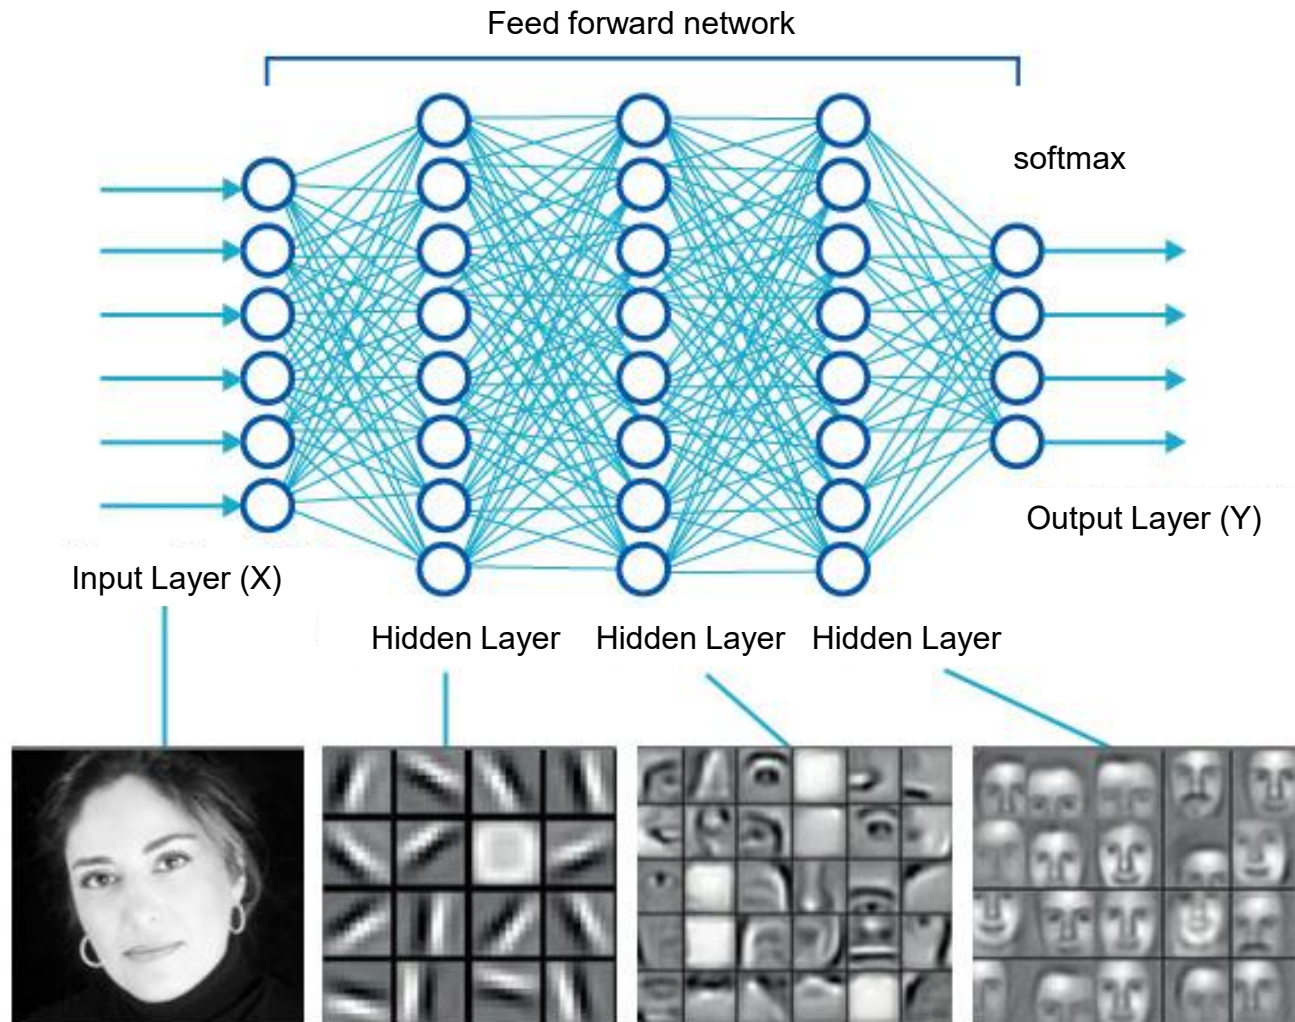 Feed forward network
softmax
Output Layer (Y)
Input Layer (X)
Hidden Layer
Hidden Layer
Hidden Layer